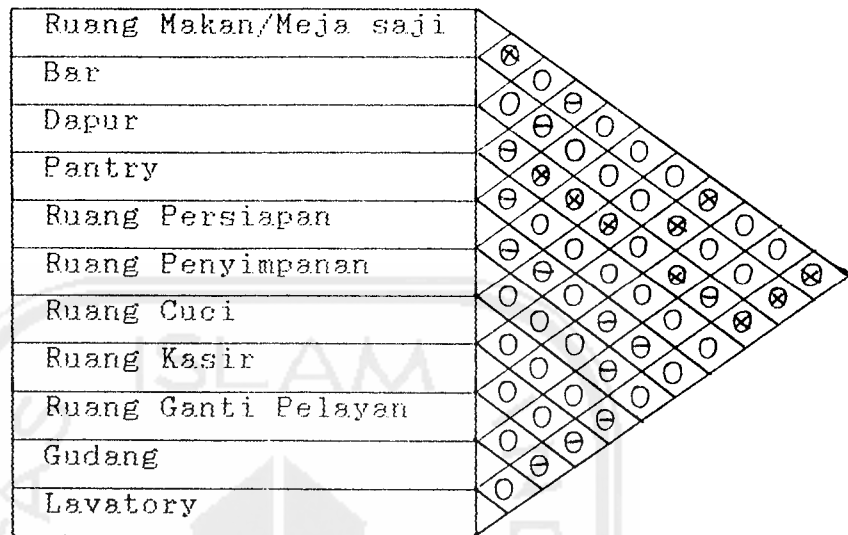 Ruang Makan/Meja saji
Bar
Dapur
Pantry
Ruang Persiapan
Ruang Penyimpanan
Ruang Cuci
Ruang Kasir
Ruang Ganti Pelayan
Gudang
Lavatory
ISLAM